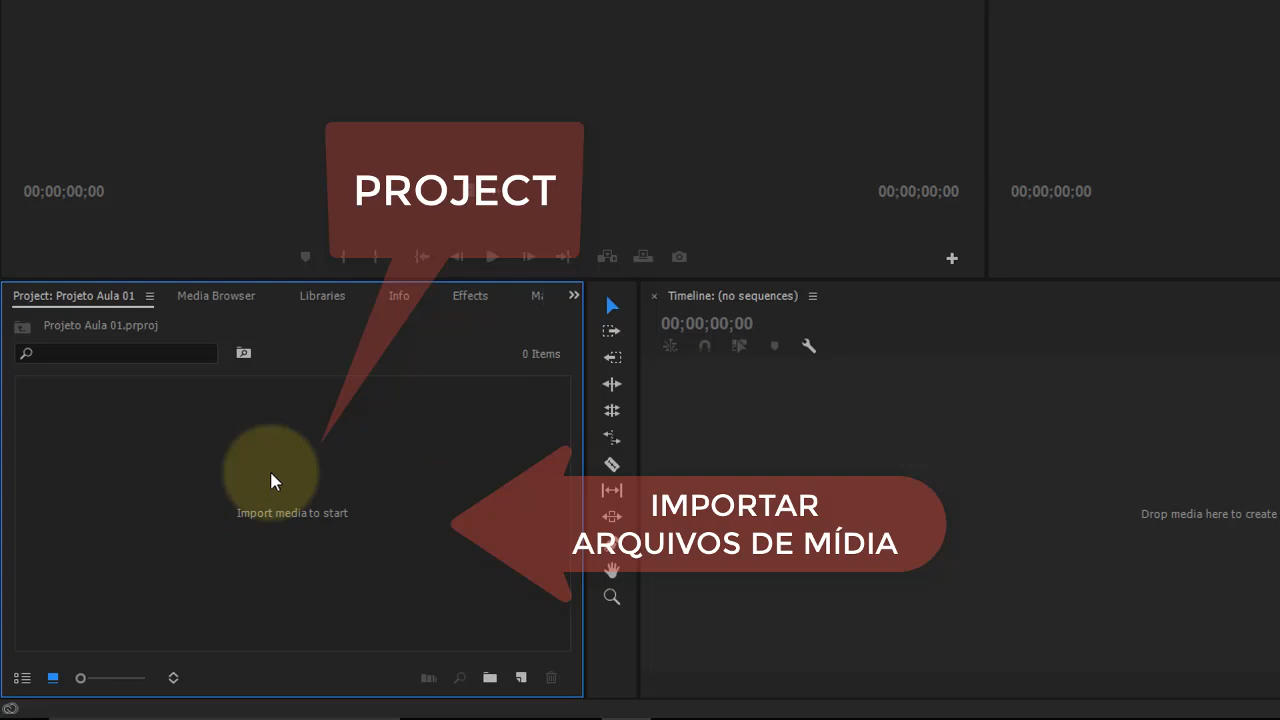 PROJECT
00;00;00;00
00;00;00;00
00;00;00;00
Project: Projeto Aula 01
Media Browser
Libraries
Info
Effects
Projeto Aula 01.prproj
0 Items
Import media to start
Timeline: (no sequences)
00;00;00;00
IMPORTAR
ARQUIVOS DE MÍDIA
Drop media here to create